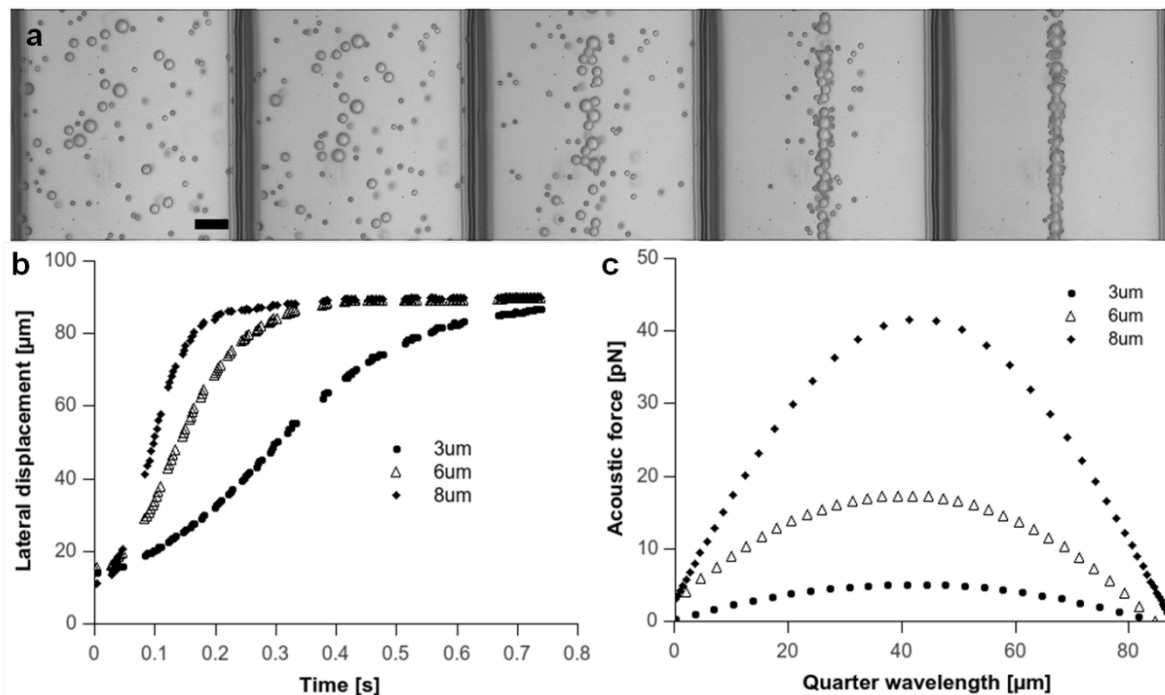 a
b
100
80
60
40
20
0
Lateral displacement [µm]
3um
6um
8um
0 0.1 0.2 0.3 0.4 0.5 0.6 0.7 0.8
Time [s]
c
50
40
30
20
10
0
Acoustic force [pN]
3um
6um
8um
0 20 40 60 80
Quarter wavelength [µm]